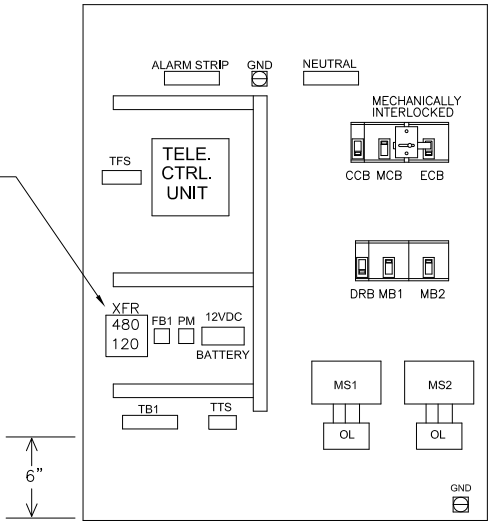 ALARM STRIP
GND
NEUTRAL
MECHANICALLY
INTERLOCKED
TFS
TELE.
CTRL.
UNIT
CCB MCB ECB
DRB MB1 MB2
XFR
480
120
FB1 PM
12VDC
BATTERY
MS1
MS2
OL
OL
TB1
TTS
6"
GND